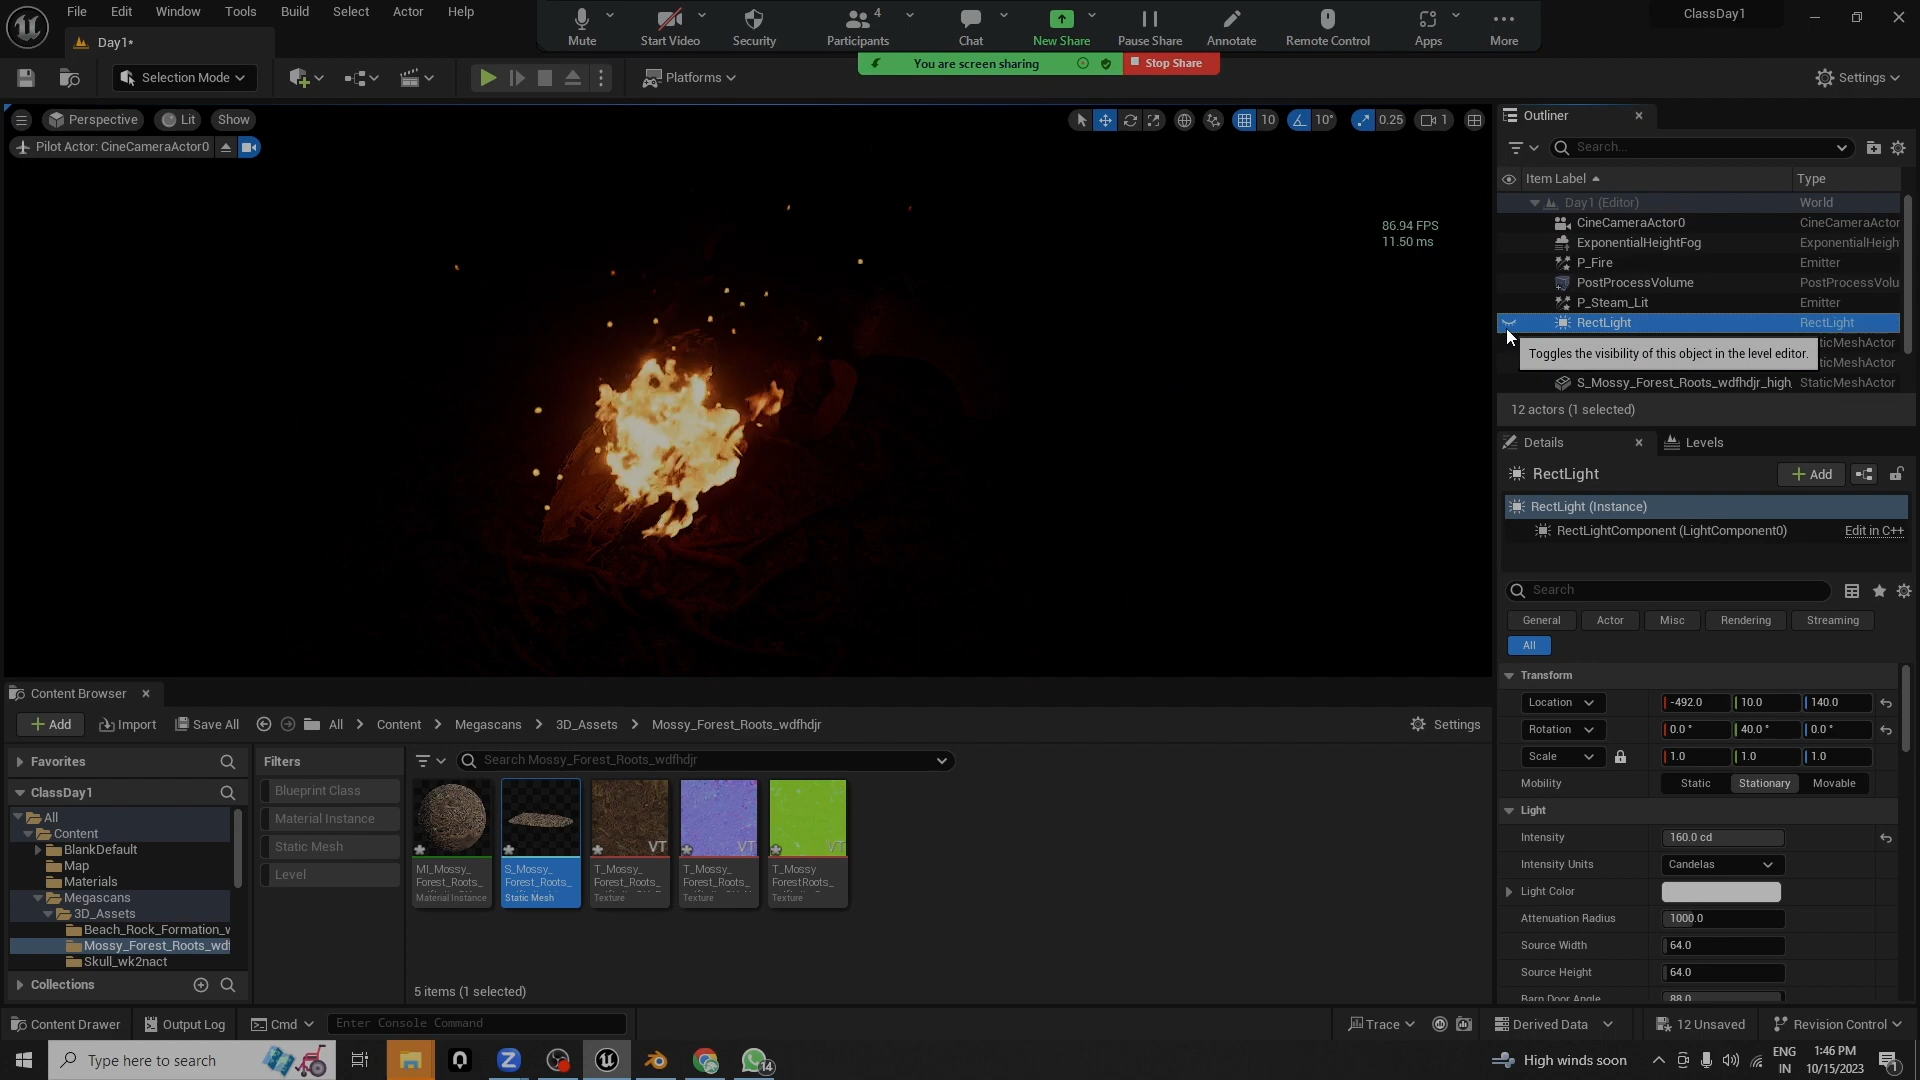 File Edit Window Tools Build Select Actor Help
Mute Start Video Security Participants 4 Chat New Share Pause Share Annotate Remote Control Apps More
ClassDay1
Day1*
You are screen sharing Stop Share
Selection Mode Platforms Settings
Perspective Lit Show 10 10° 0.25 1
Pilot Actor: CineCameraActor0
86.94 FPS
11.50 ms
Outliner
Search...
Item Label Type
Day1 (Editor) World
CineCameraActor0 CineCameraActor
ExponentialHeightFog ExponentialHeigh
P_Fire Emitter
PostProcessVolume PostProcessVolu
P_Steam_Lit Emitter
RectLight RectLight
ticMeshActor
Toggles the visibility of this object in the level editor.
ticMeshActor
S_Mossy_Forest_Roots_wdfhdjr_high StaticMeshActor
12 actors (1 selected)
Details Levels
RectLight Add
RectLight (Instance)
RectLightComponent (LightComponent0) Edit in C++
Search
General Actor Misc Rendering Streaming
All
Transform
Location -492.0 10.0 140.0
Rotation 0.0 ° 40.0 ° 0.0 °
Scale 1.0 1.0 1.0
Mobility Static Stationary Movable
Light
Intensity 160.0 cd
Intensity Units Candelas
Light Color
Attenuation Radius 1000.0
Source Width 64.0
Source Height 64.0
Barn Door Angle 88.0
Content Browser
Add Import Save All All Content Megascans 3D_Assets Mossy_Forest_Roots_wdfhdjr Settings
Favorites
ClassDay1
All
Content
BlankDefault
Map
Materials
Megascans
3D_Assets
Beach_Rock_Formation_w
Mossy_Forest_Roots_wdf
Skull_wk2nact
Collections
Filters
Blueprint Class
Material Instance
Static Mesh
Level
Search Mossy_Forest_Roots_wdfhdjr
VT VT VT
MI_Mossy_
Forest_Roots_
Material Instance
S_Mossy_
Forest_Roots_
Static Mesh
T_Mossy_
Forest_Roots_
Texture
T_Mossy_
Forest_Roots_
Texture
T_Mossy
ForestRoots_
Texture
5 items (1 selected)
Content Drawer Output Log Cmd Enter Console Command Trace Derived Data 12 Unsaved Revision Control
Type here to search 14 High winds soon ENG
IN
1:46 PM
10/15/2023
1